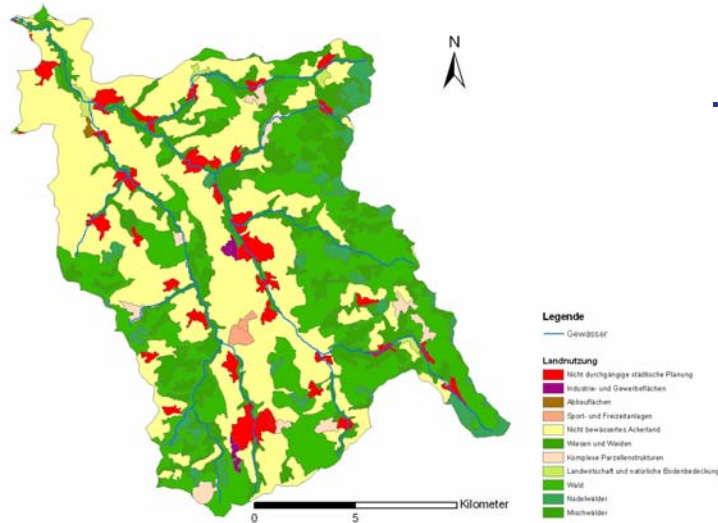 N
Legende
Gewässer
Landnutzung
Nicht durchgängige städtische Planung
Industrie- und Gewerbeflächen
Abbauflächen
Sport- und Freizeitanlagen
Nicht bewässertes Ackerland
Wiesen und Weiden
Komplexe Parzellenstrukturen
Landwirtschaft und natürliche Bodenbedeckung
Wald
Nadelwälder
Mischwälder
Kilometer
0 5